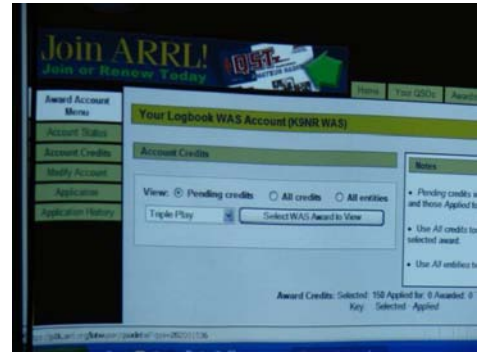 Join ARRL!
Join or Renew Today
QST
AMATEUR RADIO
Home Your QSOs Awards
Award Account
Menu
Account Status
Account Credits
Modify Account
Application
Application History
Your Logbook WAS Account (K9NR WAS)
Account Credits
View: Pending credits All credits All entities
Triple Play Select WAS Award to View
Notes
• Pending credits
and those Applied
• Use All credits
selected award.
• Use All entities
Award Credits: Selected: 150 Applied for: 0 Awarded: 0
Key: Selected - Applied